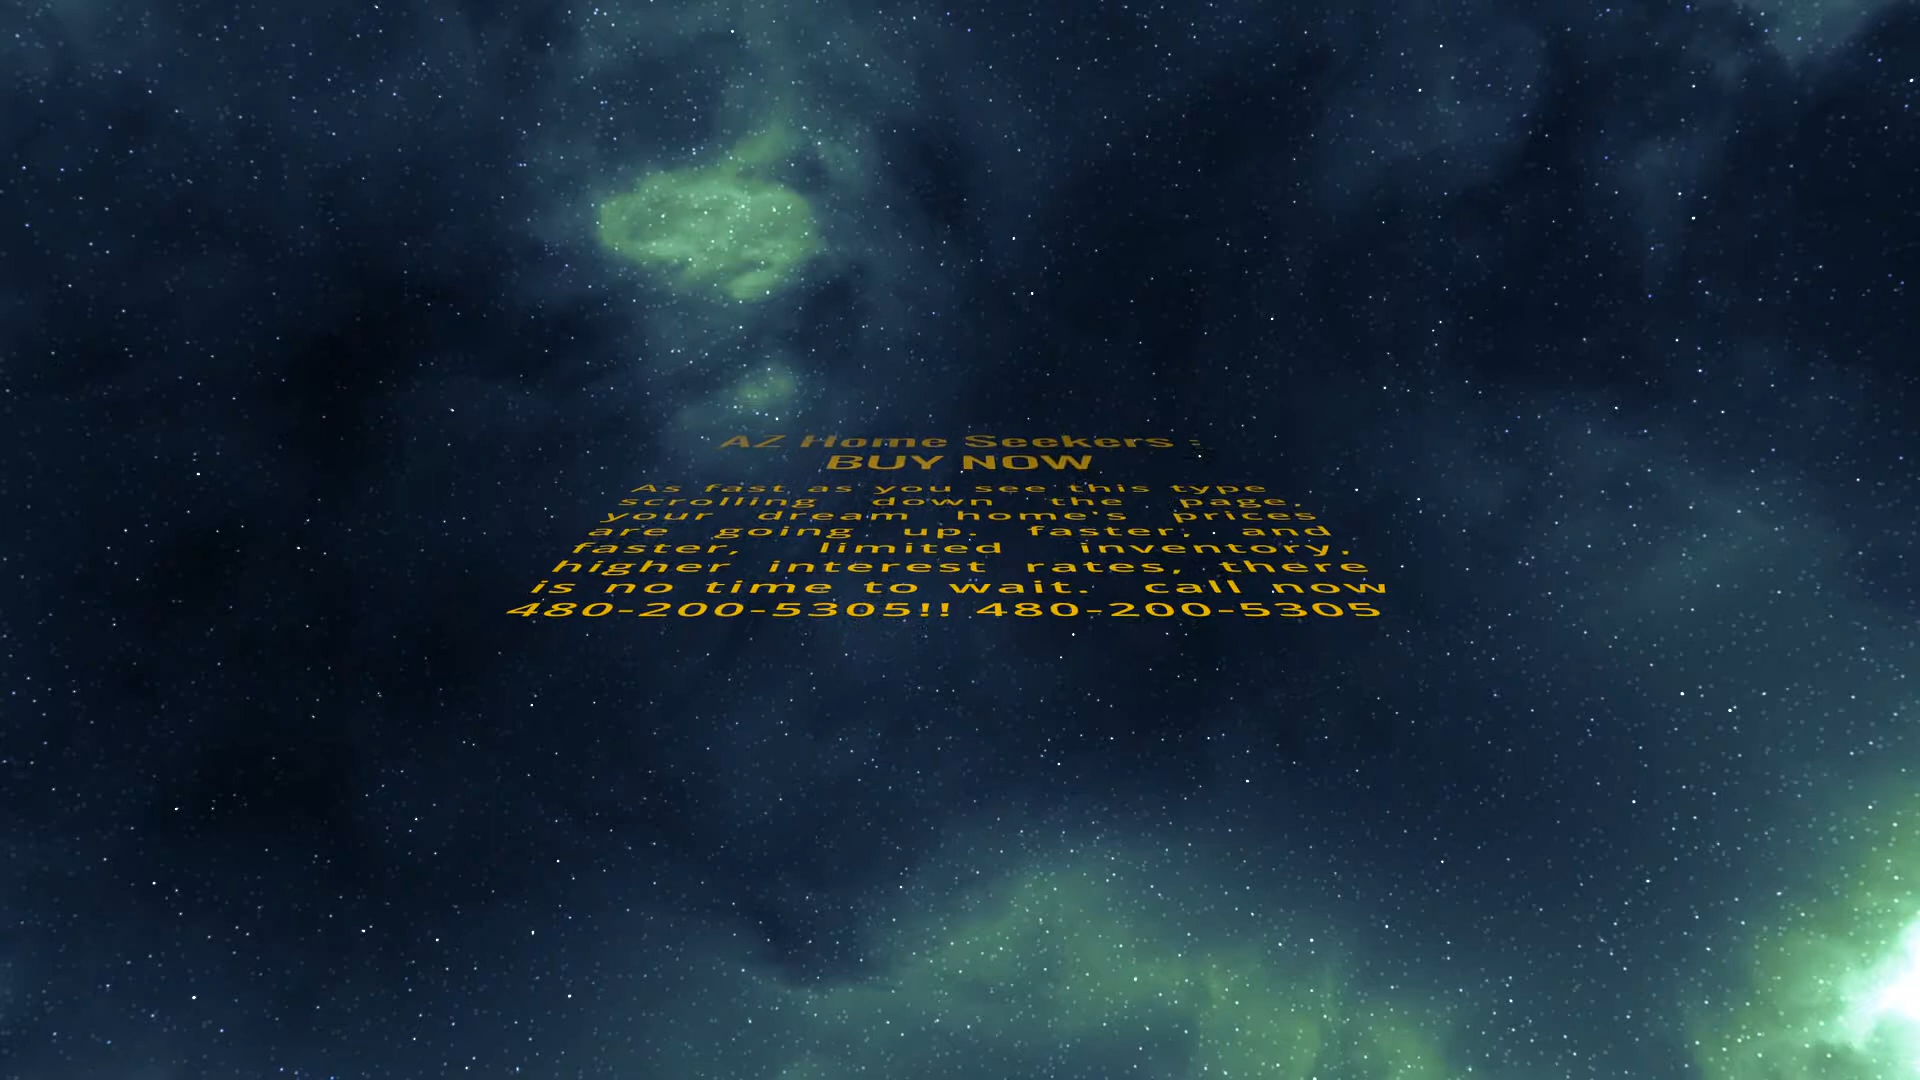 AZ Home Seekers -
BUY NOW
As fast as you see this type
scrolling down the page,
your dream home's prices
are going up. faster, and
faster, limited inventory,
higher interest rates, there
is no time to wait. call now
480-200-5305!! 480-200-5305